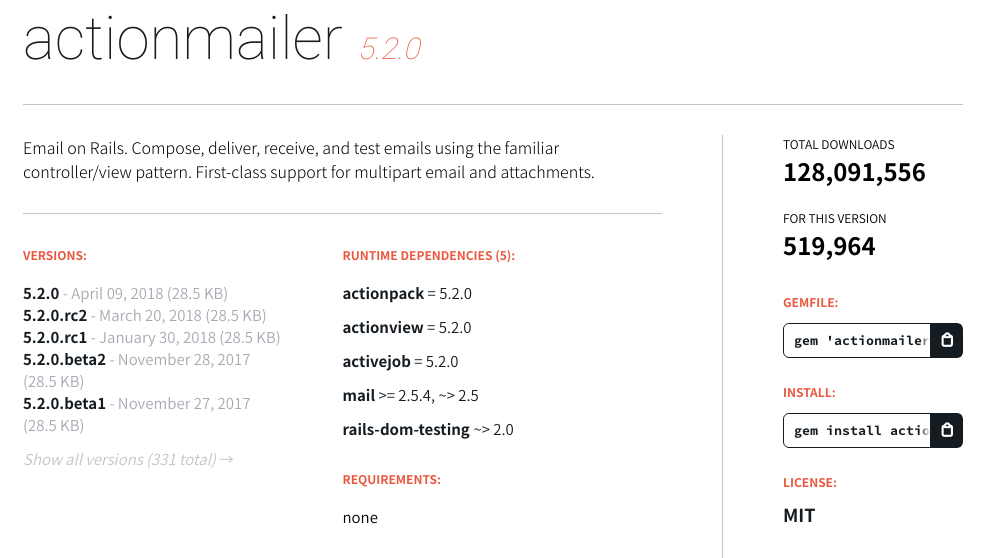 actionmailer 5.2.0
Email on Rails. Compose, deliver, receive, and test emails using the familiar
controller/view pattern. First-class support for multipart email and attachments.
VERSIONS:
5.2.0 - April 09, 2018 (28.5 KB)
5.2.0.rc2 - March 20, 2018 (28.5 KB)
5.2.0.rc1 - January 30, 2018 (28.5 KB)
5.2.0.beta2 - November 28, 2017
(28.5 KB)
5.2.0.beta1 - November 27, 2017
(28.5 KB)
Show all versions (331 total) →
RUNTIME DEPENDENCIES (5):
actionpack = 5.2.0
actionview = 5.2.0
activejob = 5.2.0
mail >= 2.5.4, ~> 2.5
rails-dom-testing ~> 2.0
REQUIREMENTS:
none
TOTAL DOWNLOADS
128,091,556
FOR THIS VERSION
519,964
GEMFILE:
gem 'actionmailer
INSTALL:
gem install actio
LICENSE:
MIT